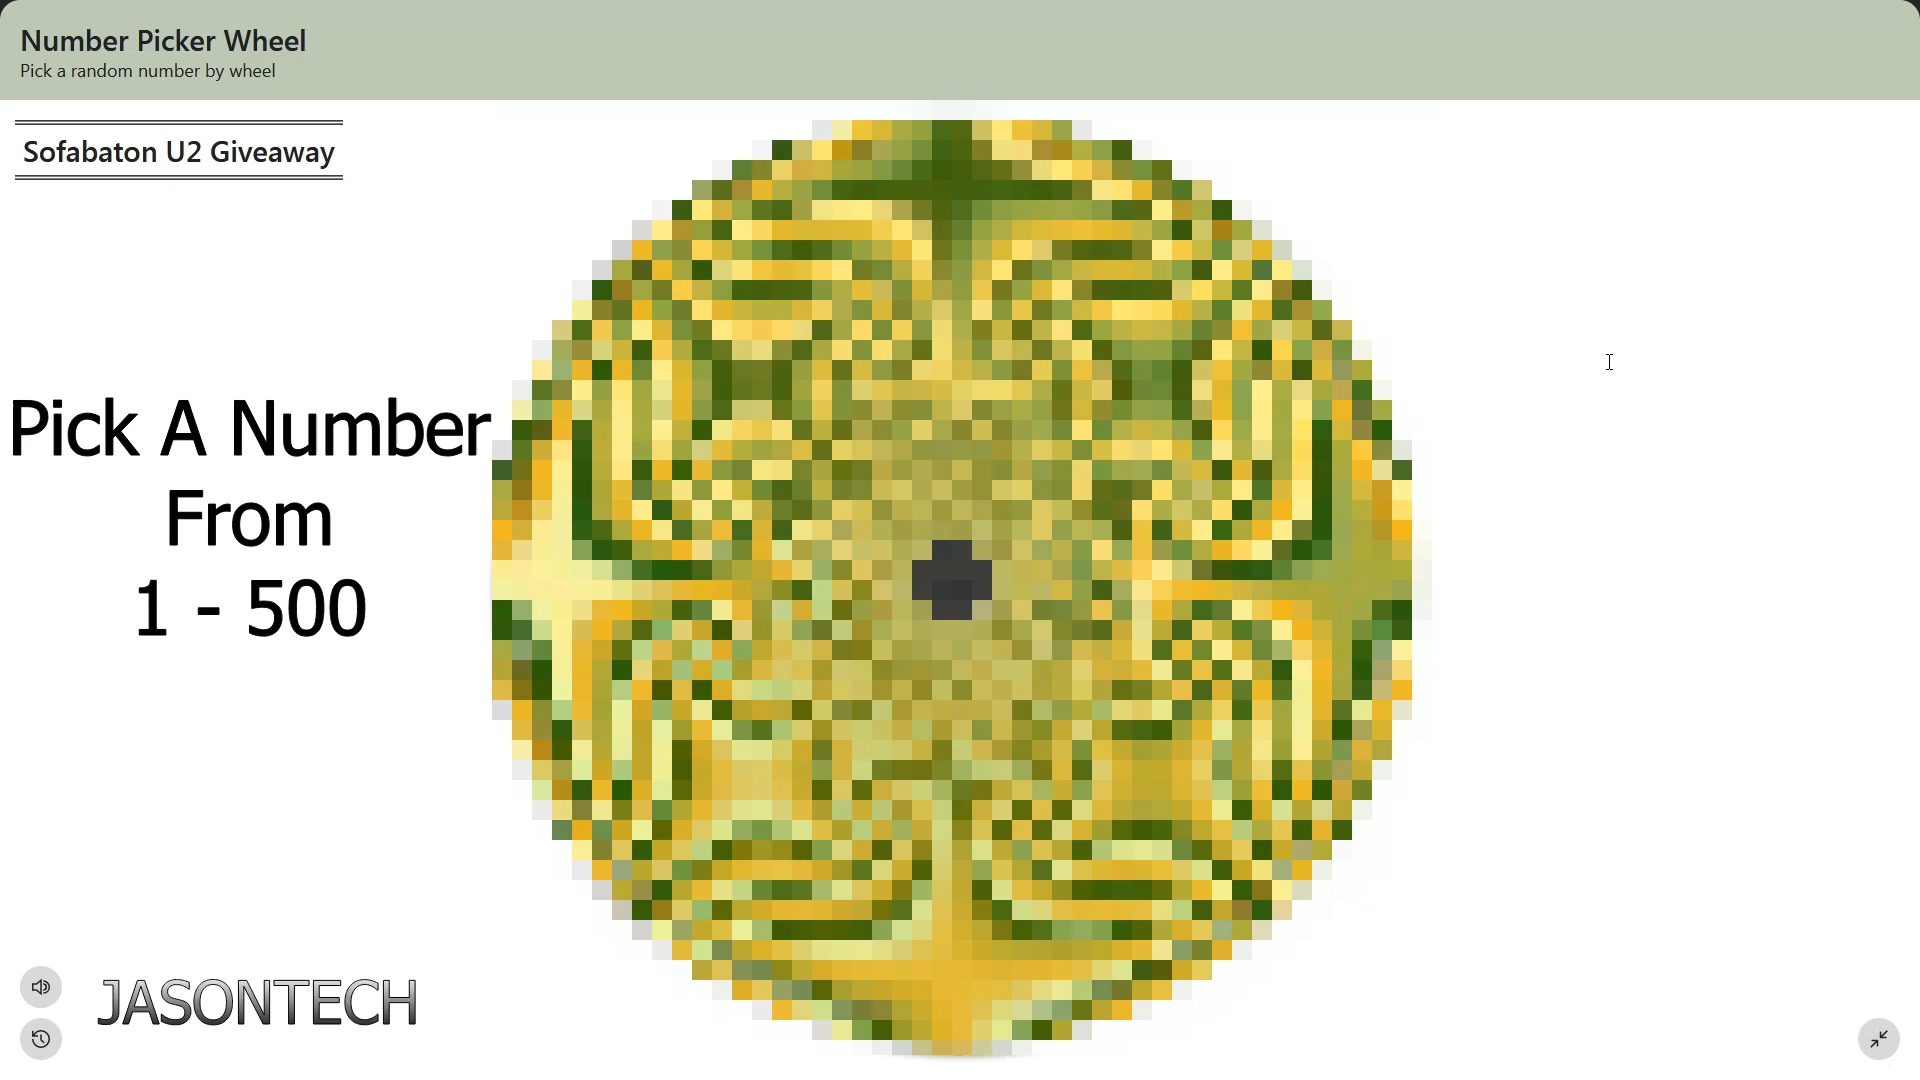 Number Picker Wheel
Pick a random number by wheel
Sofabaton U2 Giveaway
Pick A Number
From
1 - 500
JASONTECH